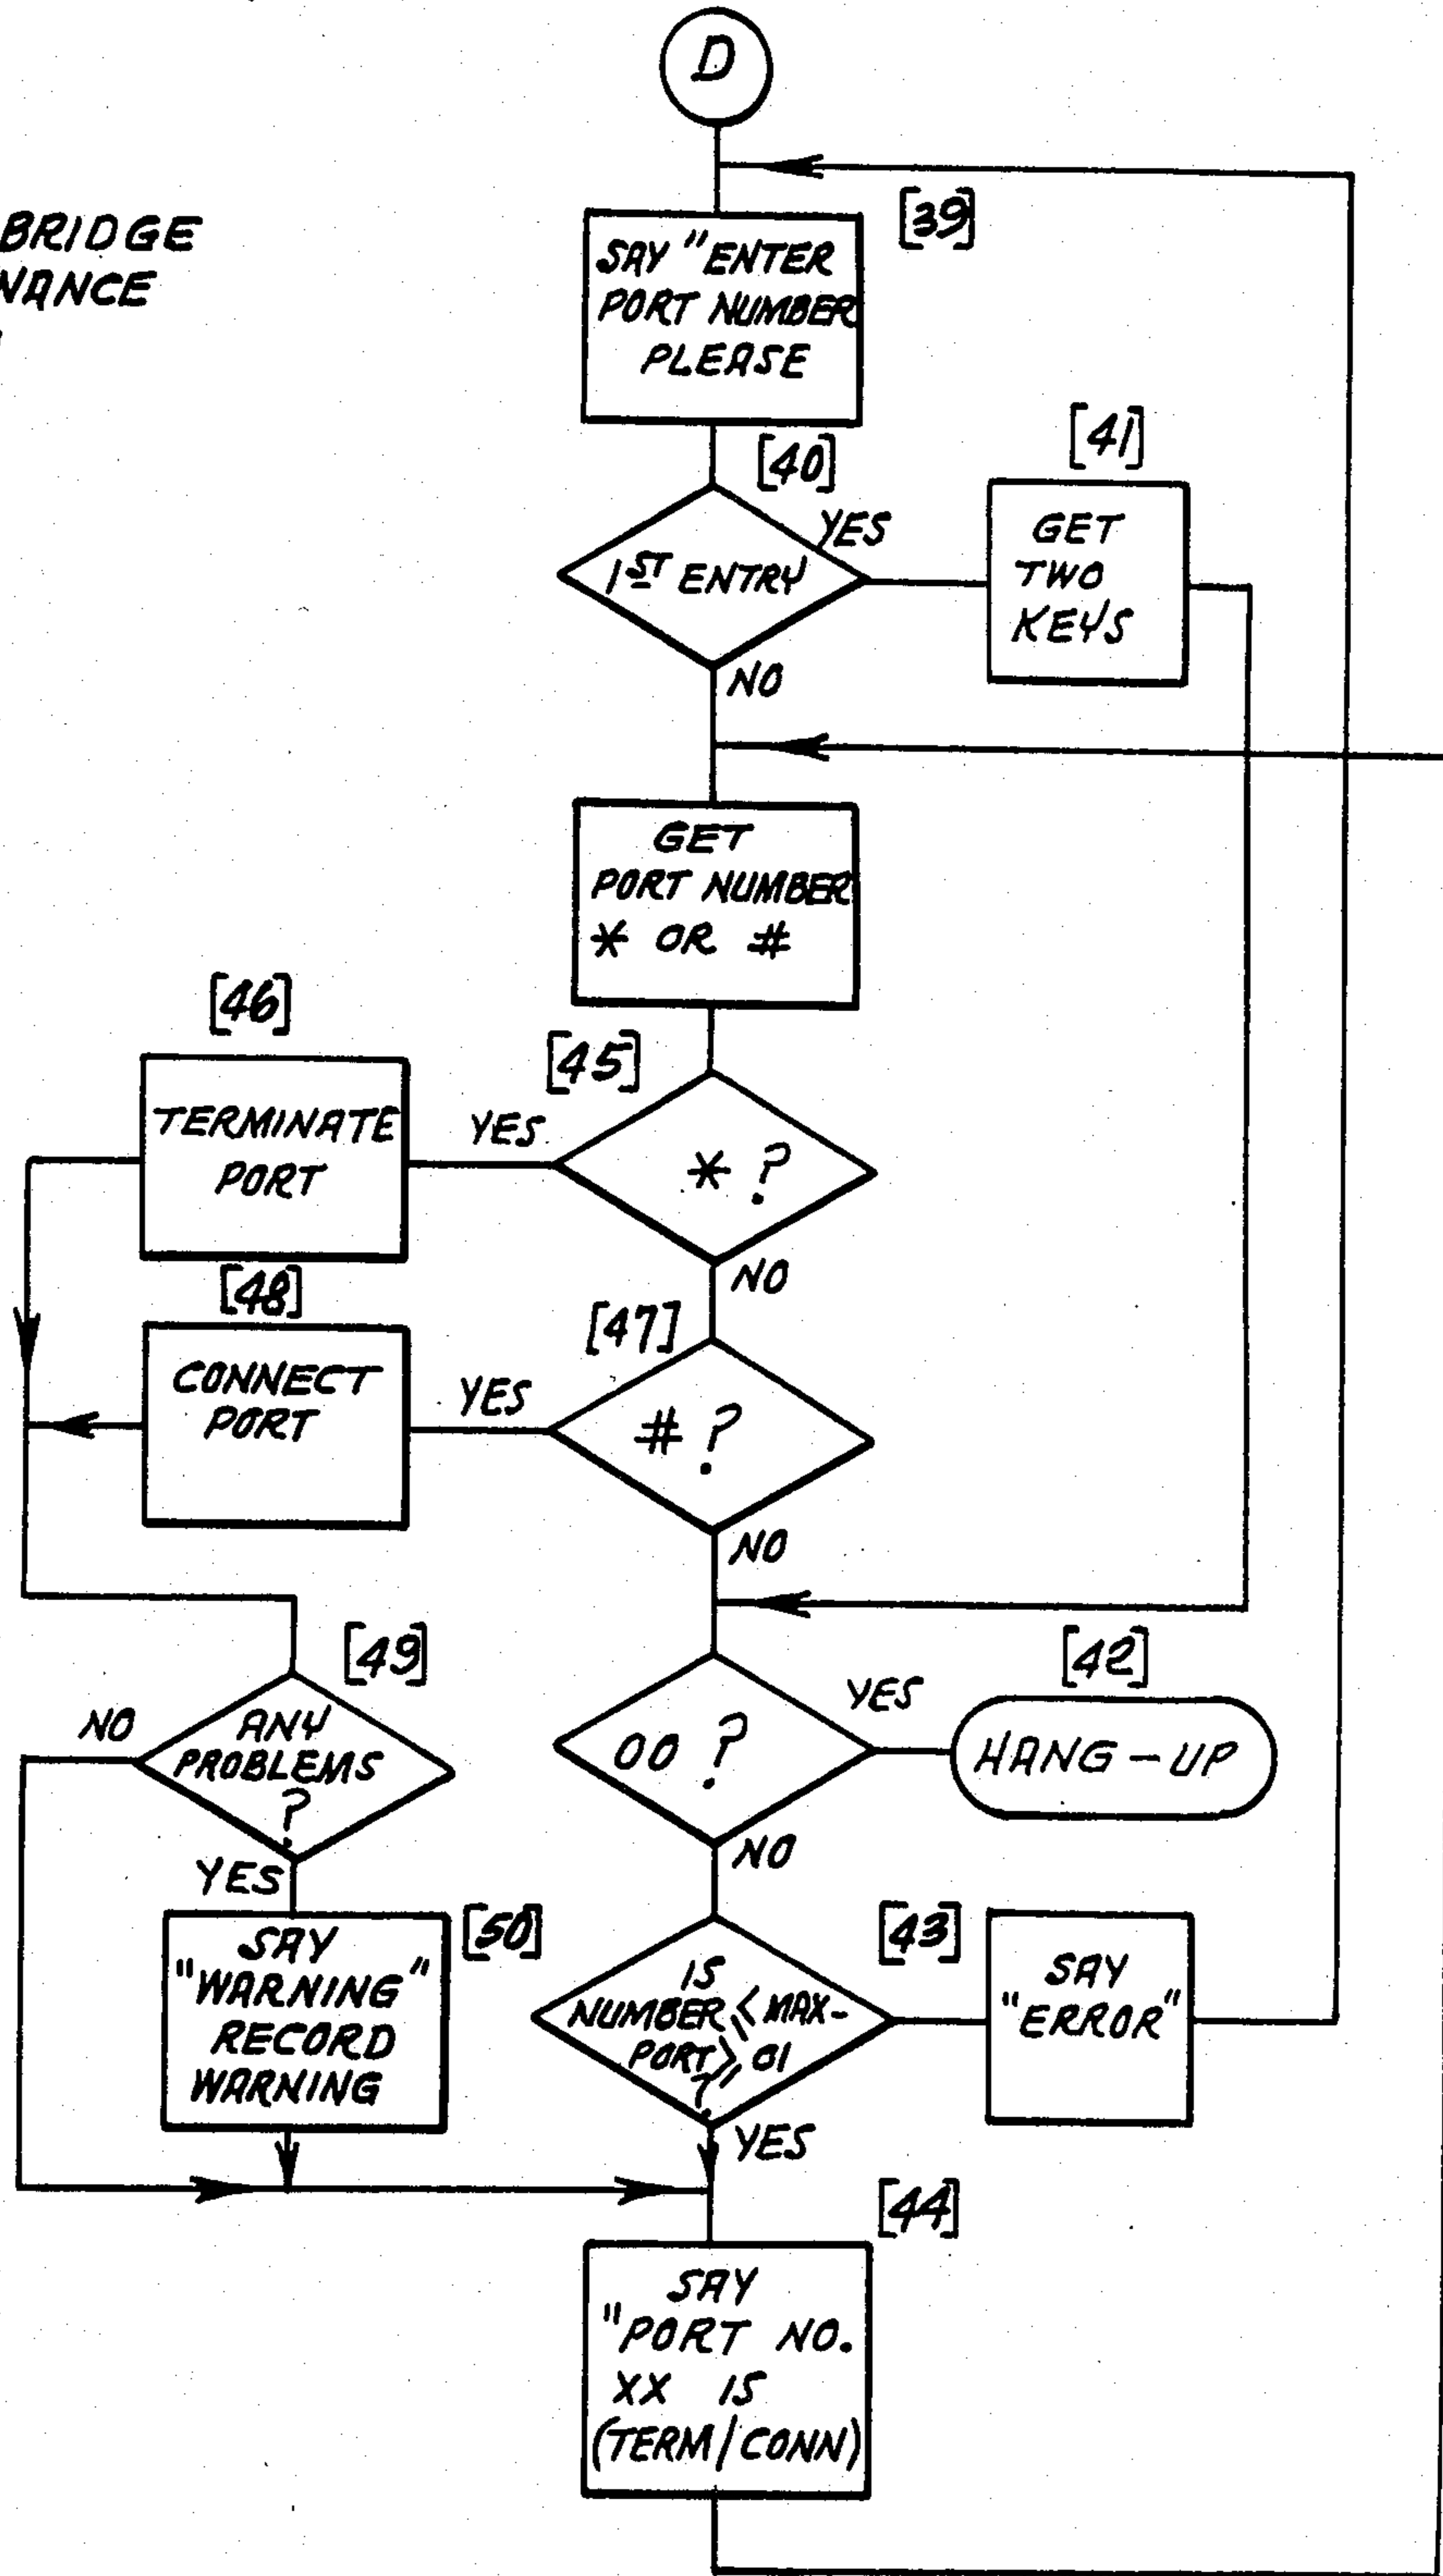 D
BRIDGE
NANCE
[39]
SAY "ENTER
PORT NUMBER
PLEASE
[40]
1ST ENTRY
YES
NO
[41]
GET
TWO
KEYS
GET
PORT NUMBER
* OR #
[45]
* ?
YES
NO
[46]
TERMINATE
PORT
[47]
# ?
YES
NO
[48]
CONNECT
PORT
[49]
ANY
PROBLEMS
?
NO
YES
00 ?
YES
NO
[42]
HANG-UP
[50]
SAY
"WARNING"
RECORD
WARNING
IS
NUMBER ≤ MAX-
PORT ≥ 01
?
YES
[43]
SAY
"ERROR"
[44]
SAY
"PORT NO.
XX IS
(TERM/CONN)